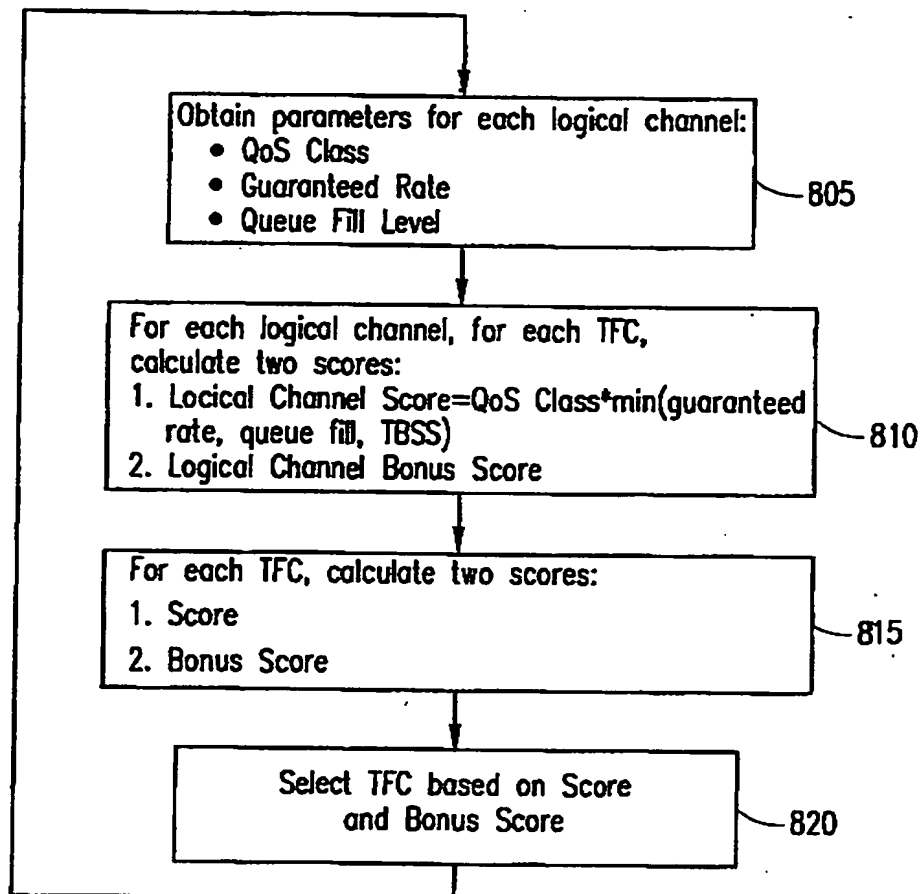 Obtain parameters for each logical channel:
• QoS Class
• Guaranteed Rate
• Queue Fill Level
805
For each logical channel, for each TFC,
calculate two scores:
1. Locical Channel Score=QoS Class*min(guaranteed
rate, queue fill, TBSS)
2. Logical Channel Bonus Score
810
For each TFC, calculate two scores:
1. Score
2. Bonus Score
815
Select TFC based on Score
and Bonus Score
820